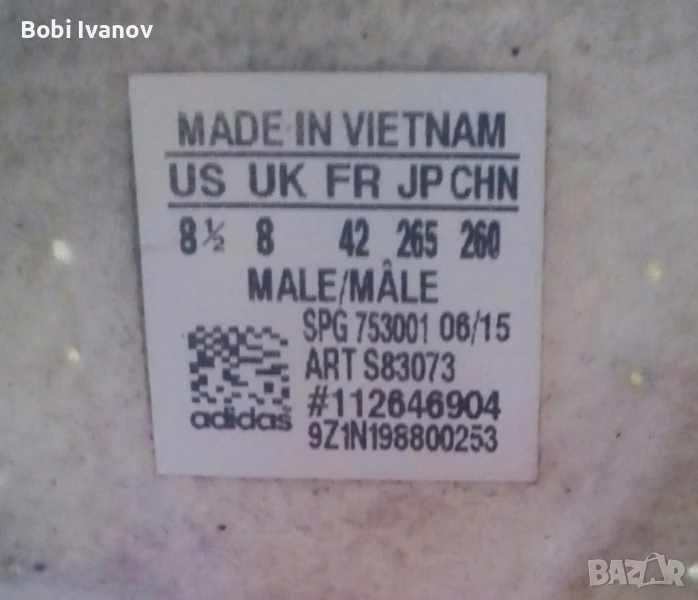 Bobi Ivanov
MADE IN VIETNAM
US UK FR JP CHN
8½ 8 42 265 260
MALE/MÂLE
SPG 753001 06/15
ART S83073
#112646904
adidas
9Z1N198800253
BAZAR